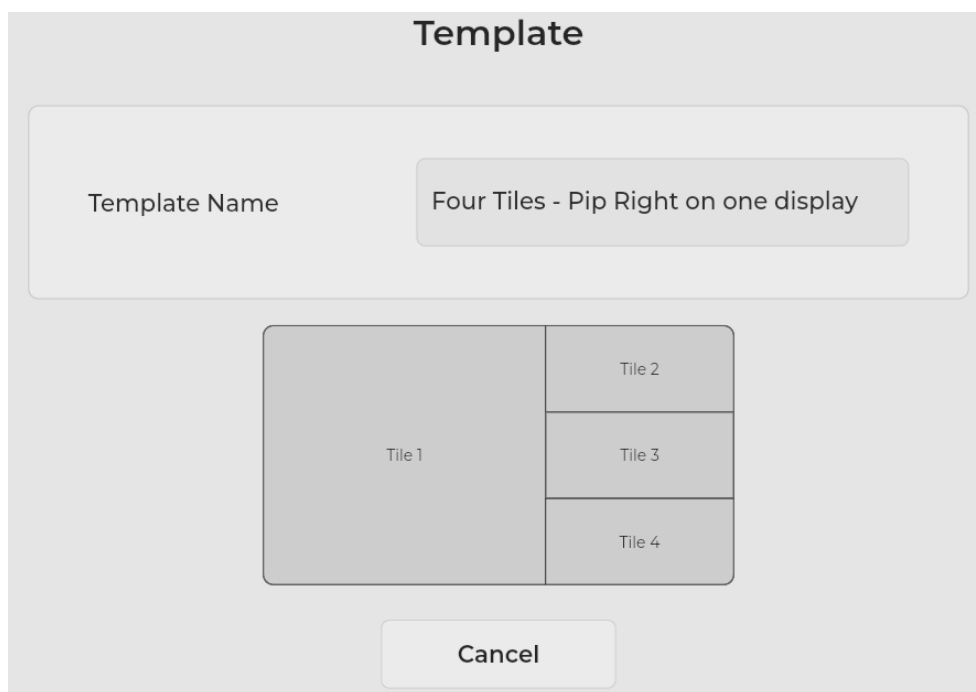 Template
Template Name
Four Tiles - Pip Right on one display
Tile 1
Tile 2
Tile 3
Tile 4
Cancel